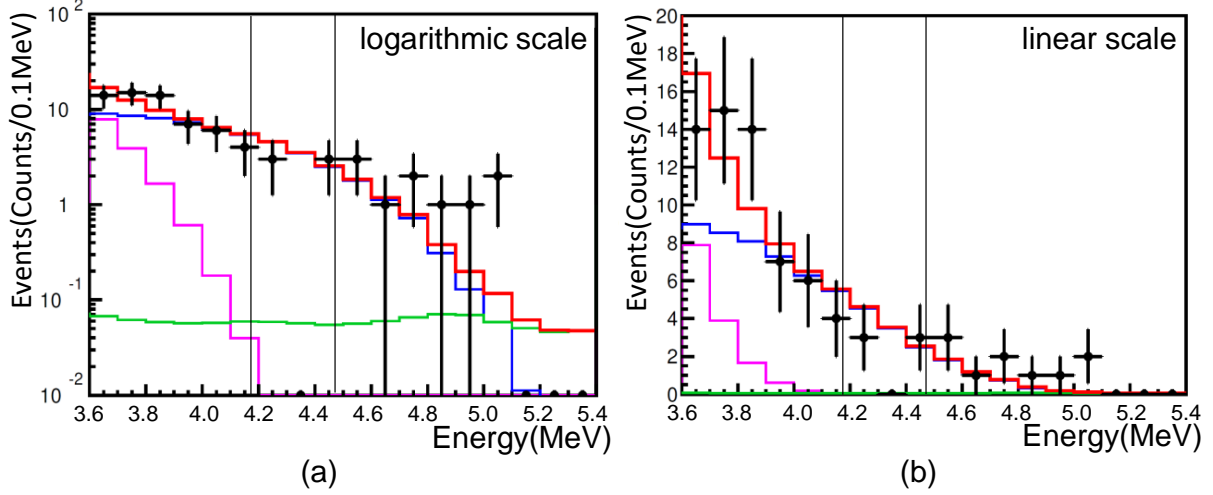 10 2
10
1
10 -1
10 -2
Events(Counts/0.1MeV)
logarithmic scale
3.6 3.8 4.0 4.2 4.4 4.6 4.8 5.0 5.2 5.4
Energy(MeV)
(a)
20
18
16
14
12
10
8
6
4
2
0
Events(Counts/0.1MeV)
linear scale
3.6 3.8 4.0 4.2 4.4 4.6 4.8 5.0 5.2 5.4
Energy(MeV)
(b)